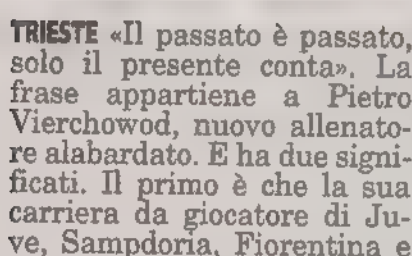 TRIESTE «Il passato è passato,
solo il presente conta». La
frase appartiene a Pietro
Vierchowod, nuovo allenato-
re alabardato. E ha due signi-
ficati. Il primo è che la sua
carriera da giocatore di Ju-
ve, Sampdoria, Fiorentina e